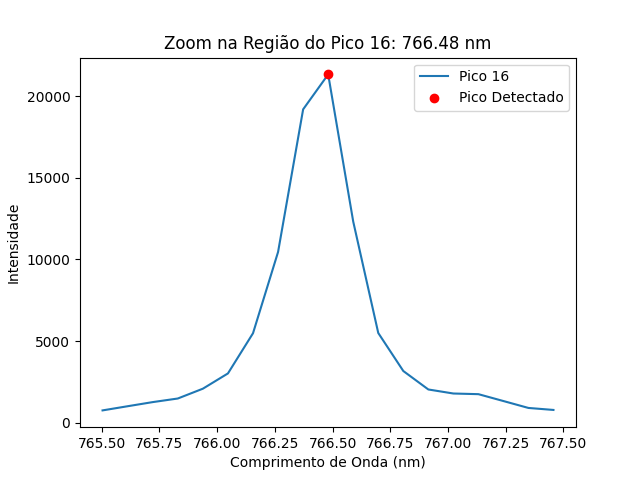 Zoom na Região do Pico 16: 766.48 nm
Pico 16
Pico Detectado
Intensidade
20000
15000
10000
5000
0
765.50 765.75 766.00 766.25 766.50 766.75 767.00 767.25 767.50
Comprimento de Onda (nm)